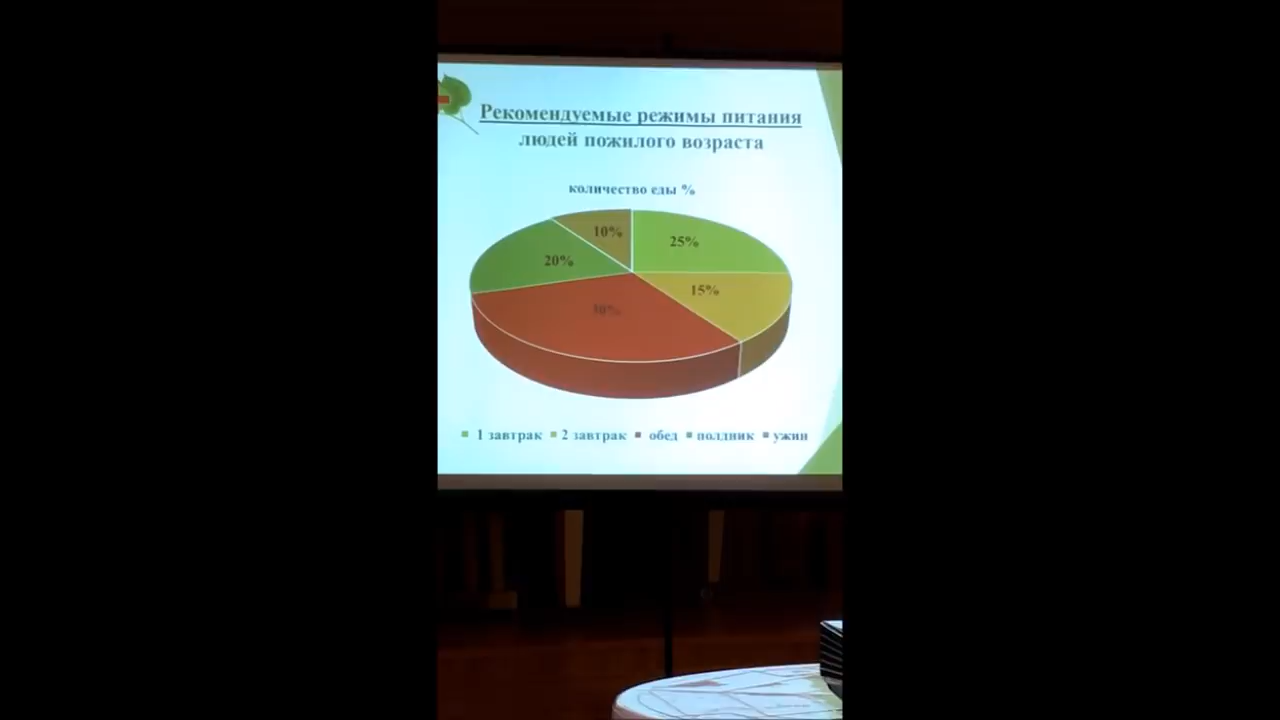 Рекомендуемые режимы питания
людей пожилого возраста
количество еды %
10%
25%
20%
15%
30%
1 завтрак 2 завтрак обед полдник ужин